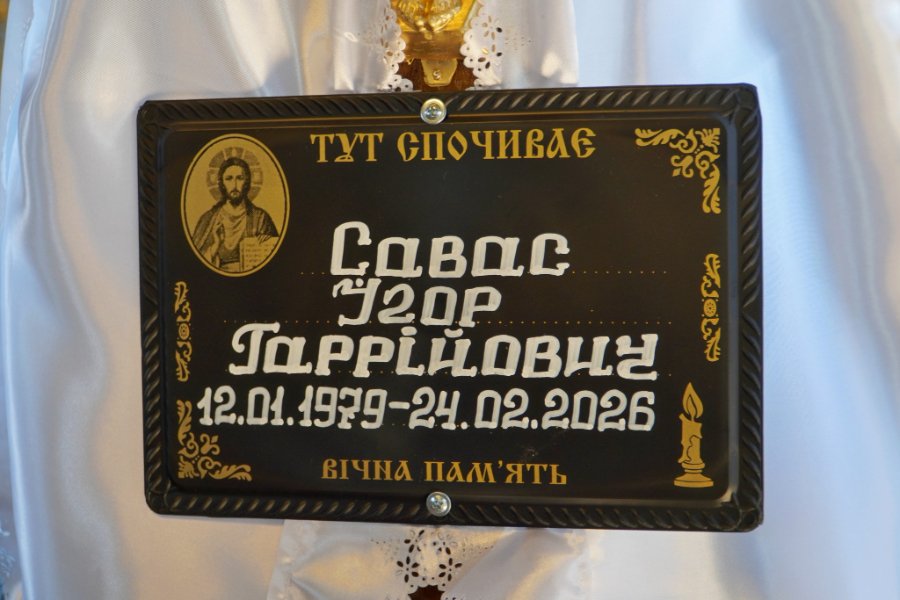 ТУТ СПОЧИВАЄ
Савас
Ігор
Гаррійович
12.01.1979-24.02.2026
ВІЧНА ПАМ'ЯТЬ